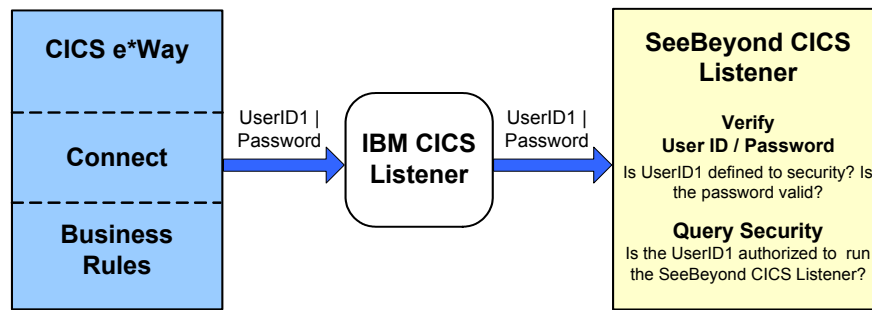 CICS e*Way
Connect
Business
Rules
UserID1 |
Password
IBM CICS
Listener
UserID1 |
Password
SeeBeyond CICS
Listener
Verify
User ID / Password
Is UserID1 defined to security? Is
the password valid?
Query Security
Is the UserID1 authorized to run
the SeeBeyond CICS Listener?